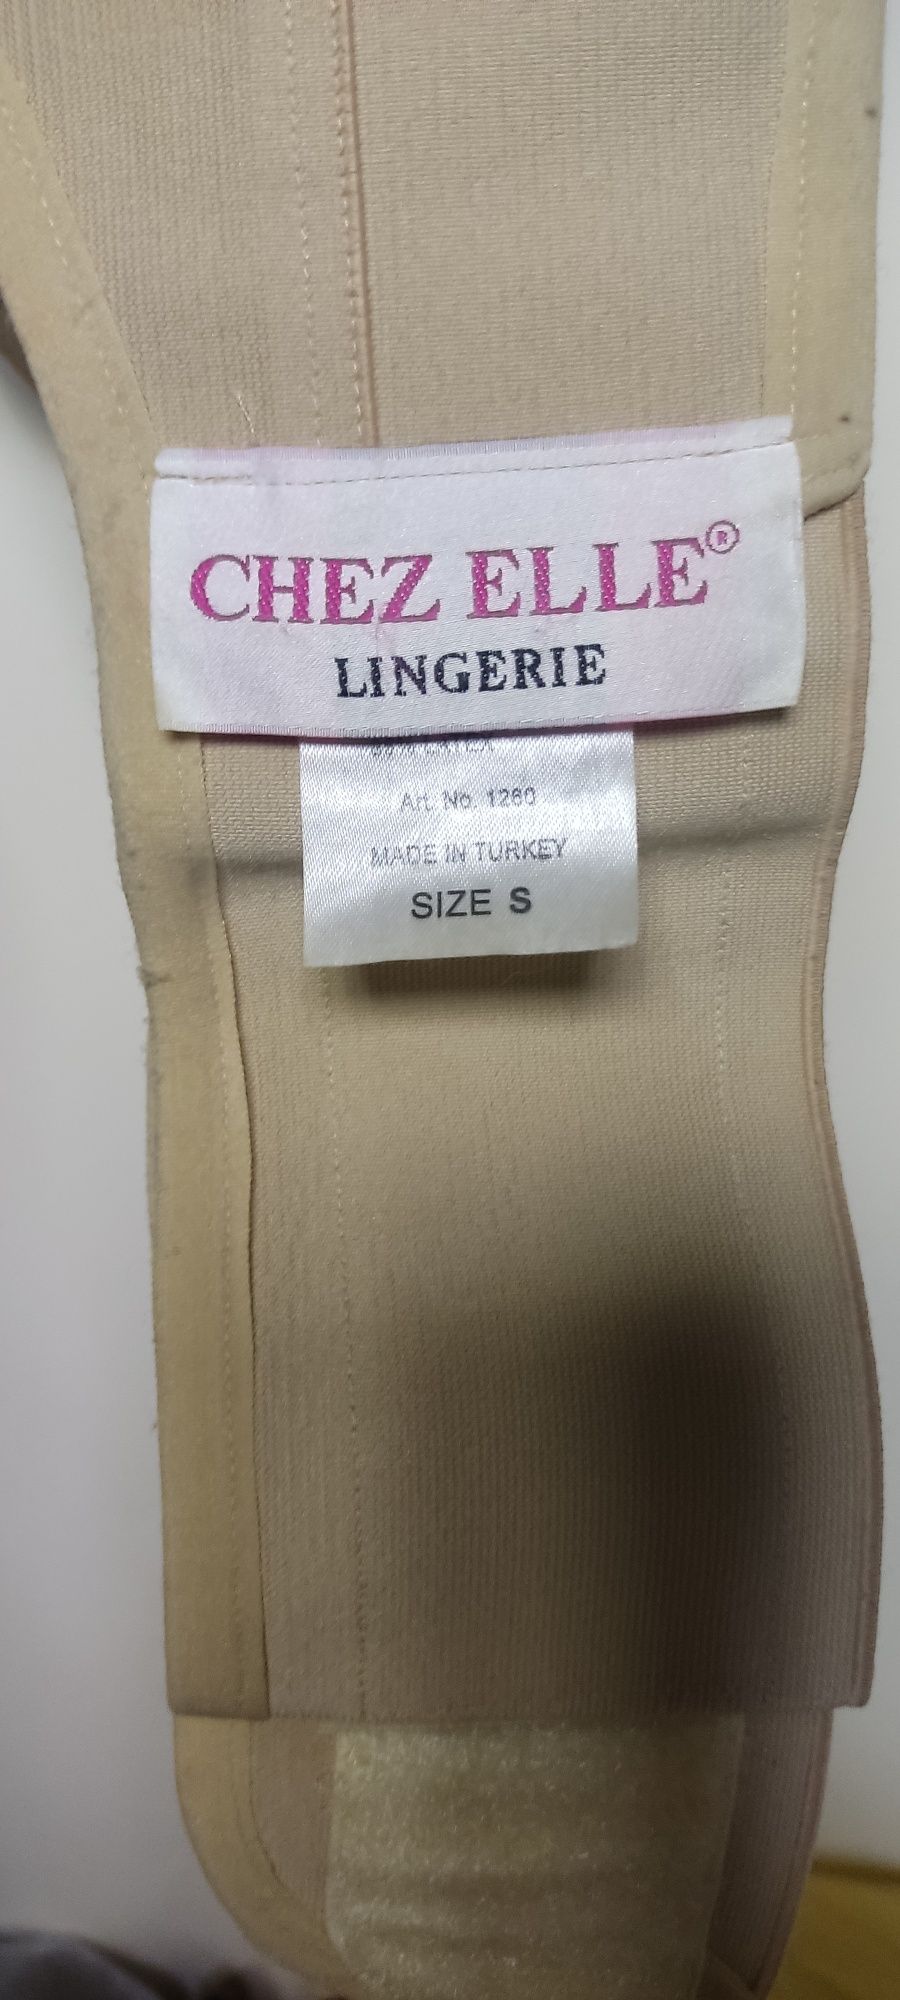 CHEZ ELLE®
LINGERIE
Art. No. 1260
MADE IN TURKEY
SIZE S